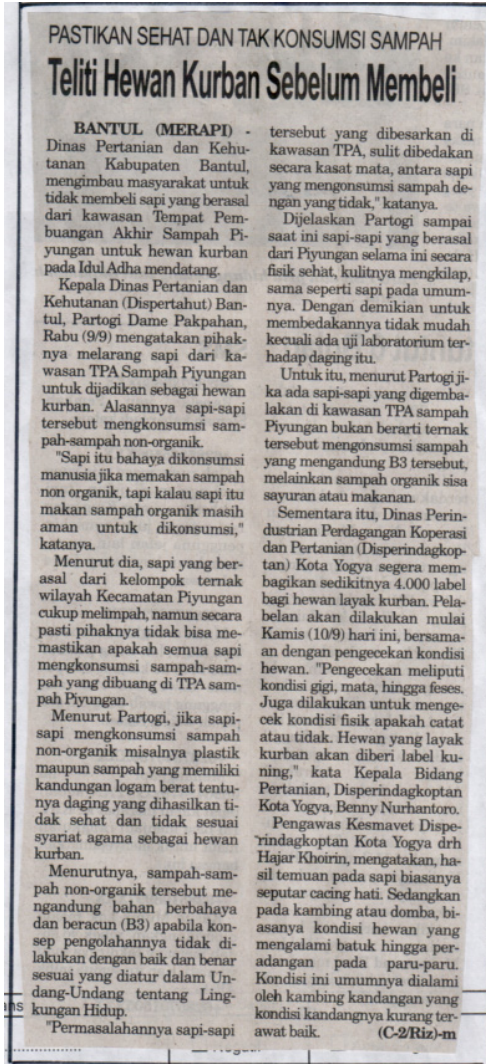 PASTIKAN SEHAT DAN TAK KONSUMSI SAMPAH
Teliti Hewan Kurban Sebelum Membeli
BANTUL (MERAPI) -
Dinas Pertanian dan Kehu-
tanan Kabupaten Bantul,
mengimbau masyarakat untuk
tidak membeli sapi yang berasal
dari kawasan Tempat Pem-
buangan Akhir Sampah Pi-
yungan untuk hewan kurban
pada Idul Adha mendatang.
Kepala Dinas Pertanian dan
Kehutanan (Dispertahut) Ban-
tul, Partogi Dame Pakpahan,
Rabu (9/9) mengatakan pihak-
nya melarang sapi dari ka-
wasan TPA Sampah Piyungan
untuk dijadikan sebagai hewan
kurban. Alasannya sapi-sapi
tersebut mengkonsumsi sam-
pah-sampah non-organik.
"Sapi itu bahaya dikonsumsi
manusia jika memakan sampah
non organik, tapi kalau sapi itu
makan sampah organik masih
aman untuk dikonsumsi,"
katanya.
Menurut dia, sapi yang ber-
asal dari kelompok ternak
wilayah Kecamatan Piyungan
cukup melimpah, namun secara
pasti pihaknya tidak bisa me-
mastikan apakah semua sapi
mengkonsumsi sampah-sam-
pah yang dibuang di TPA sam-
pah Piyungan.
Menurut Partogi, jika sapi-
sapi mengkonsumsi sampah
non-organik misalnya plastik
maupun sampah yang memiliki
kandungan logam berat tentu-
nya daging yang dihasilkan ti-
dak sehat dan tidak sesuai
syariat agama sebagai hewan
kurban.
Menurutnya, sampah-sam-
pah non-organik tersebut me-
ngandung bahan berbahaya
dan beracun (B3) apabila kon-
sep pengolahannya tidak di-
lakukan dengan baik dan benar
sesuai yang diatur dalam Un-
dang-Undang tentang Ling-
kungan Hidup.
"Permasalahannya sapi-sapi
tersebut yang dibesarkan di
kawasan TPA, sulit dibedakan
secara kasat mata, antara sapi
yang mengonsumsi sampah de-
ngan yang tidak," katanya.
Dijelaskan Partogi sampai
saat ini sapi-sapi yang berasal
dari Piyungan selama ini secara
fisik sehat, kulitnya mengkilap,
sama seperti sapi pada umum-
nya. Dengan demikian untuk
membedakannya tidak mudah
kecuali ada uji laboratorium ter-
hadap daging itu.
Untuk itu, menurut Partogi ji-
ka ada sapi-sapi yang digemba-
lakan di kawasan TPA sampah
Piyungan bukan berarti ternak
tersebut mengonsumsi sampah
yang mengandung B3 tersebut,
melainkan sampah organik sisa
sayuran atau makanan.
Sementara itu, Dinas Perin-
dustrian Perdagangan Koperasi
dan Pertanian (Disperindagkop-
tan) Kota Yogya segera mem-
bagikan sedikitnya 4.000 label
bagi hewan layak kurban. Pela-
belan akan dilakukan mulai
Kamis (10/9) hari ini, bersama-
an dengan pengecekan kondisi
hewan. "Pengecekan meliputi
kondisi gigi, mata, hingga feses.
Juga dilakukan untuk menge-
cek kondisi fisik apakah catat
atau tidak. Hewan yang layak
kurban akan diberi label ku-
ning," kata Kepala Bidang
Pertanian, Disperindagkoptan
Kota Yogya, Benny Nurhantoro.
Pengawas Kesmavet Dispe-
rindagkoptan Kota Yogya drh
Hajar Khoirin, mengatakan, ha-
sil temuan pada sapi biasanya
seputar cacing hati. Sedangkan
pada kambing atau domba, bi-
asanya kondisi hewan yang
mengalami batuk hingga per-
adangan pada paru-paru.
Kondisi ini umumnya dialami
oleh kambing kandangan yang
kondisi kandangnya kurang ter-
awat baik. (C-2/Riz)-m